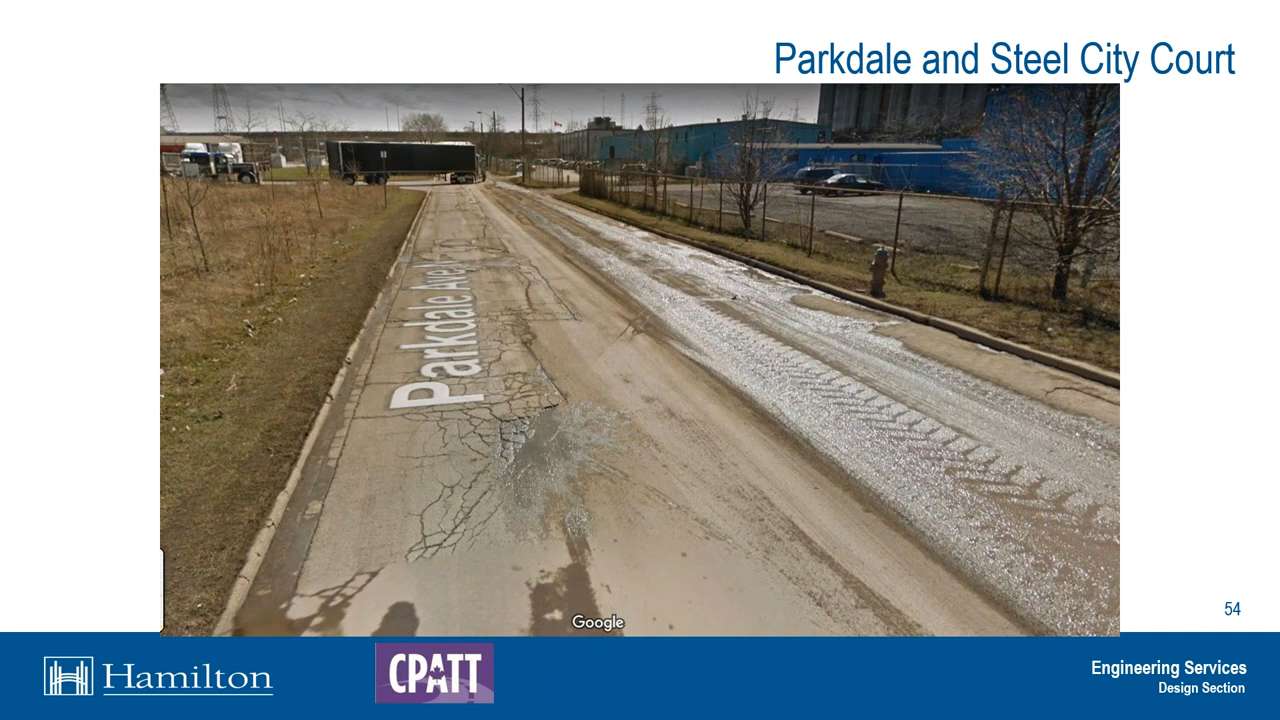 Parkdale and Steel City Court
Parkdale Ave N
Google
54
Hamilton
CPATT
Engineering Services
Design Section